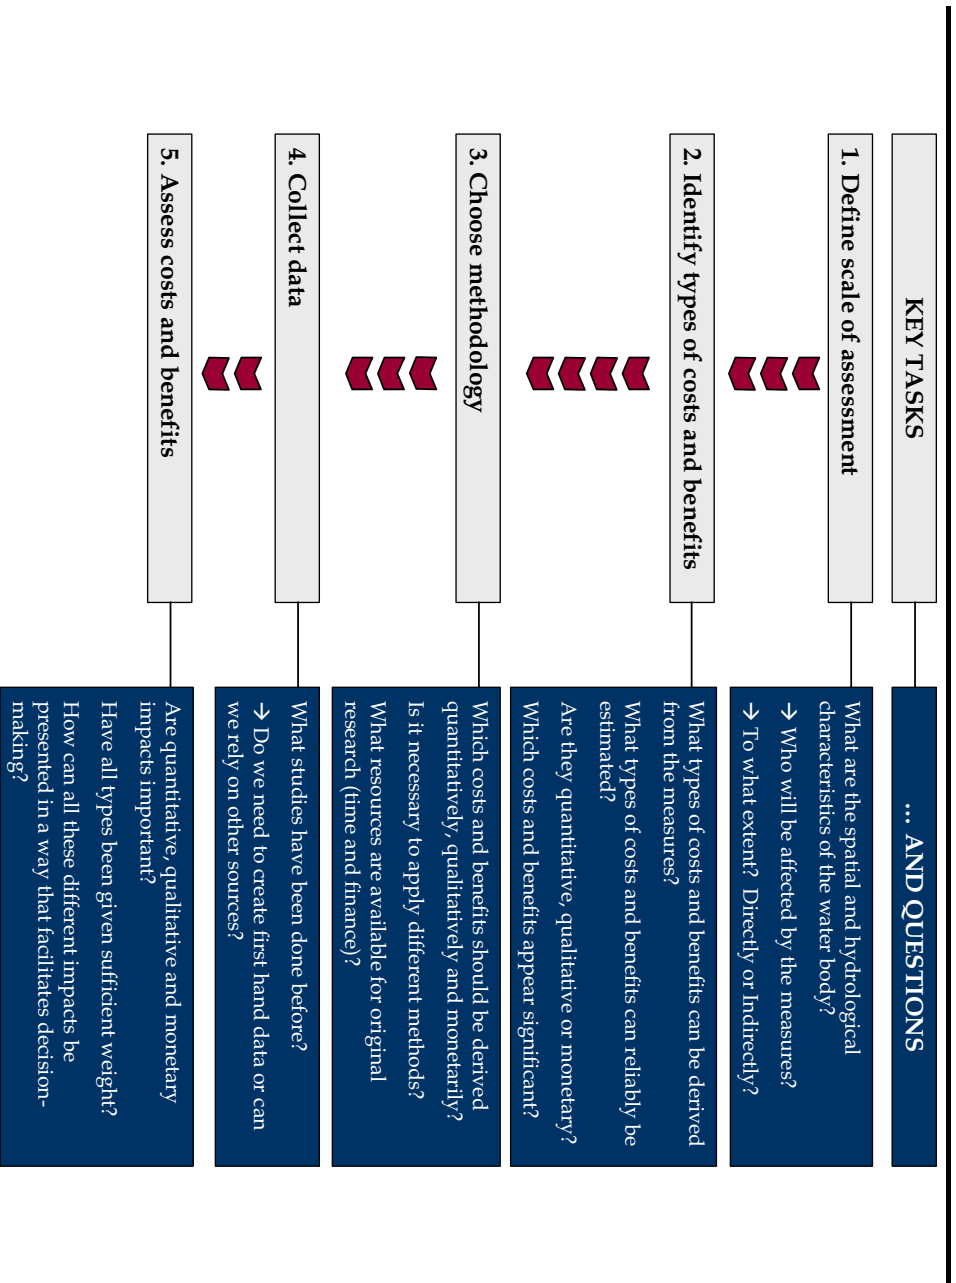 KEY TASKS
... AND QUESTIONS
1. Define scale of assessment
What are the spatial and hydrological
characteristics of the water body?
→ Who will be affected by the measures?
→ To what extent? Directly or Indirectly?
2. Identify types of costs and benefits
What types of costs and benefits can be derived
from the measures?
What types of costs and benefits can reliably be
estimated?
Are they quantitative, qualitative or monetary?
Which costs and benefits appear significant?
3. Choose methodology
Which costs and benefits should be derived
quantitatively, qualitatively and monetarily?
Is it necessary to apply different methods?
What resources are available for original
research (time and finance)?
4. Collect data
What studies have been done before?
→ Do we need to create first hand data or can
we rely on other sources?
5. Assess costs and benefits
Are quantitative, qualitative and monetary
impacts important?
Have all types been given sufficient weight?
How can all these different impacts be
presented in a way that facilitates decision-
making?